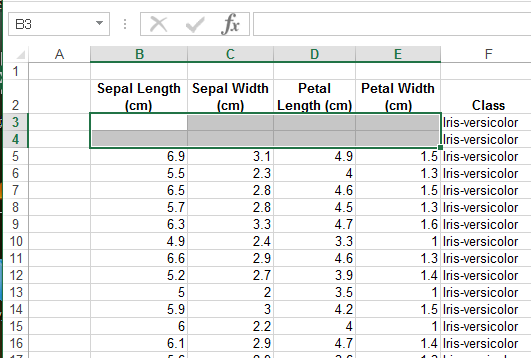 B3 fx
A B C D E F
1
Sepal Length Sepal Width Petal Petal Width
2 (cm) (cm) Length (cm) (cm) Class
3 Iris-versicolor
4 Iris-versicolor
5 6.9 3.1 4.9 1.5 Iris-versicolor
6 5.5 2.3 4 1.3 Iris-versicolor
7 6.5 2.8 4.6 1.5 Iris-versicolor
8 5.7 2.8 4.5 1.3 Iris-versicolor
9 6.3 3.3 4.7 1.6 Iris-versicolor
10 4.9 2.4 3.3 1 Iris-versicolor
11 6.6 2.9 4.6 1.3 Iris-versicolor
12 5.2 2.7 3.9 1.4 Iris-versicolor
13 5 2 3.5 1 Iris-versicolor
14 5.9 3 4.2 1.5 Iris-versicolor
15 6 2.2 4 1 Iris-versicolor
16 6.1 2.9 4.7 1.4 Iris-versicolor